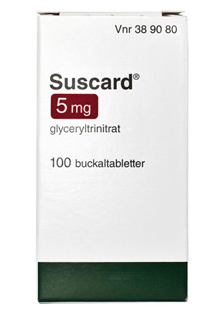 Vnr 38 90 80
Suscard®
5 mg
glyceryltrinitrat
100 buckaltabletter